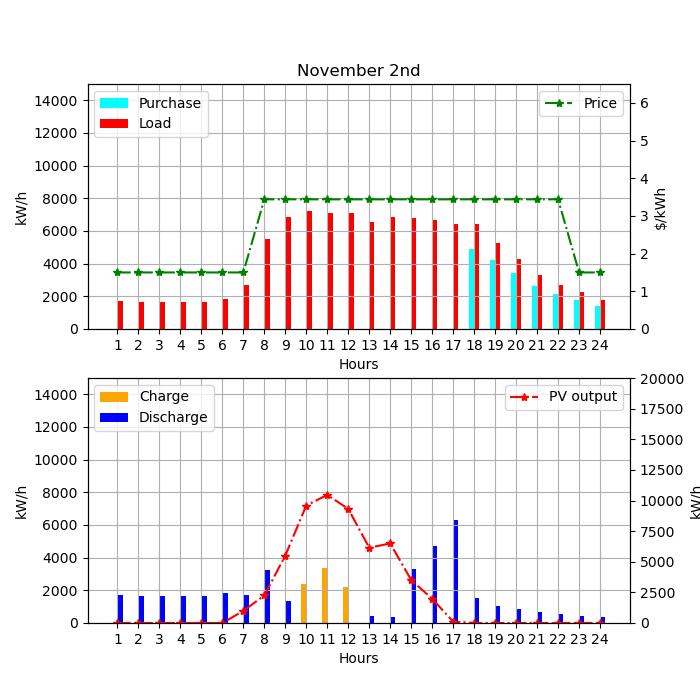 November 2nd
14000
12000
10000
8000
6000
4000
2000
0
kW/h
Purchase
Load
Price
6
5
4
3
2
1
0
$/kWh
1 2 3 4 5 6 7 8 9 10 11 12 13 14 15 16 17 18 19 20 21 22 23 24
Hours
14000
12000
10000
8000
6000
4000
2000
0
kW/h
Charge
Discharge
PV output
20000
17500
15000
12500
10000
7500
5000
2500
0
kW/h
1 2 3 4 5 6 7 8 9 10 11 12 13 14 15 16 17 18 19 20 21 22 23 24
Hours